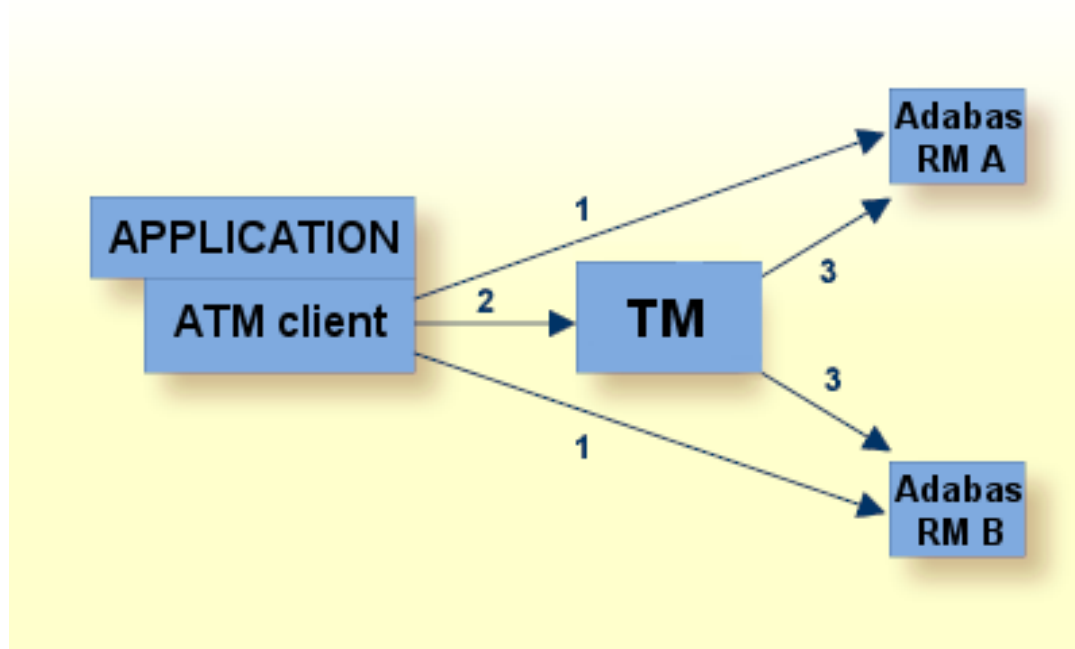 Adabas
RM A
1
APPLICATION
3
2
ATM client
TM
3
1
Adabas
RM B